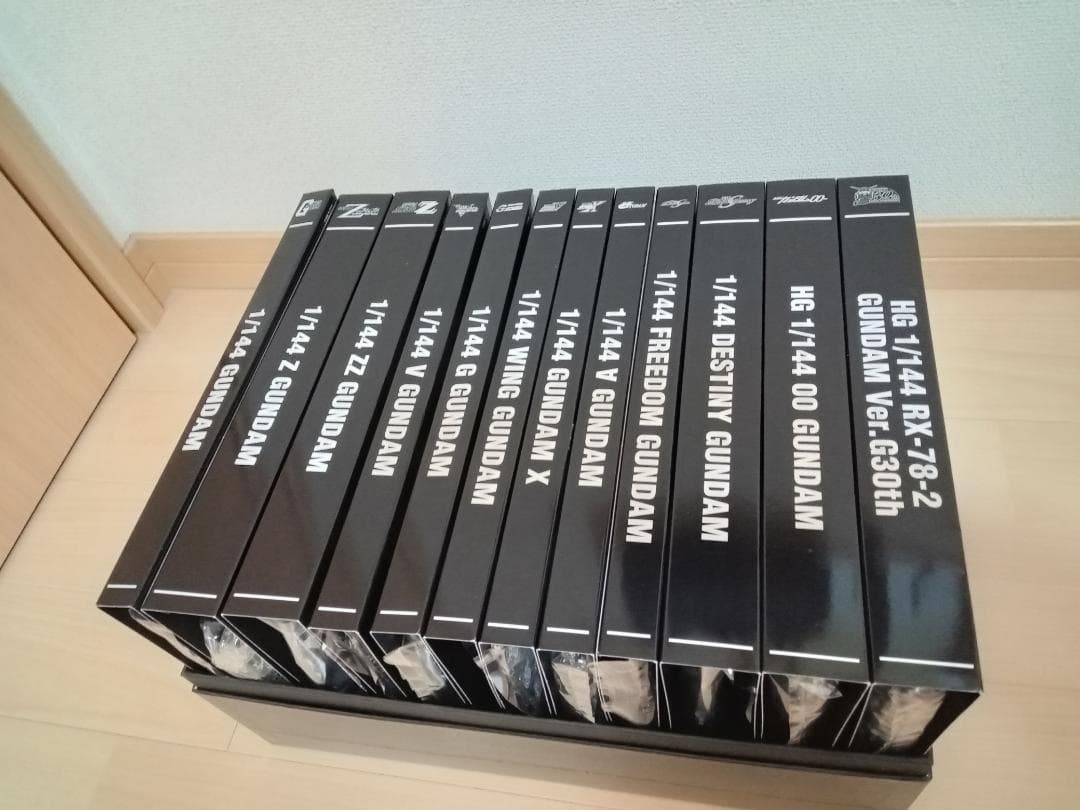 1/144 GUNDAM
1/144 Z GUNDAM
1/144 ZZ GUNDAM
1/144 V GUNDAM
1/144 G GUNDAM
1/144 WING GUNDAM
1/144 GUNDAM X
1/144 ∀ GUNDAM
1/144 FREEDOM GUNDAM
1/144 DESTINY GUNDAM
HG 1/144 OO GUNDAM
HG 1/144 RX-78-2
GUNDAM Ver.G30th